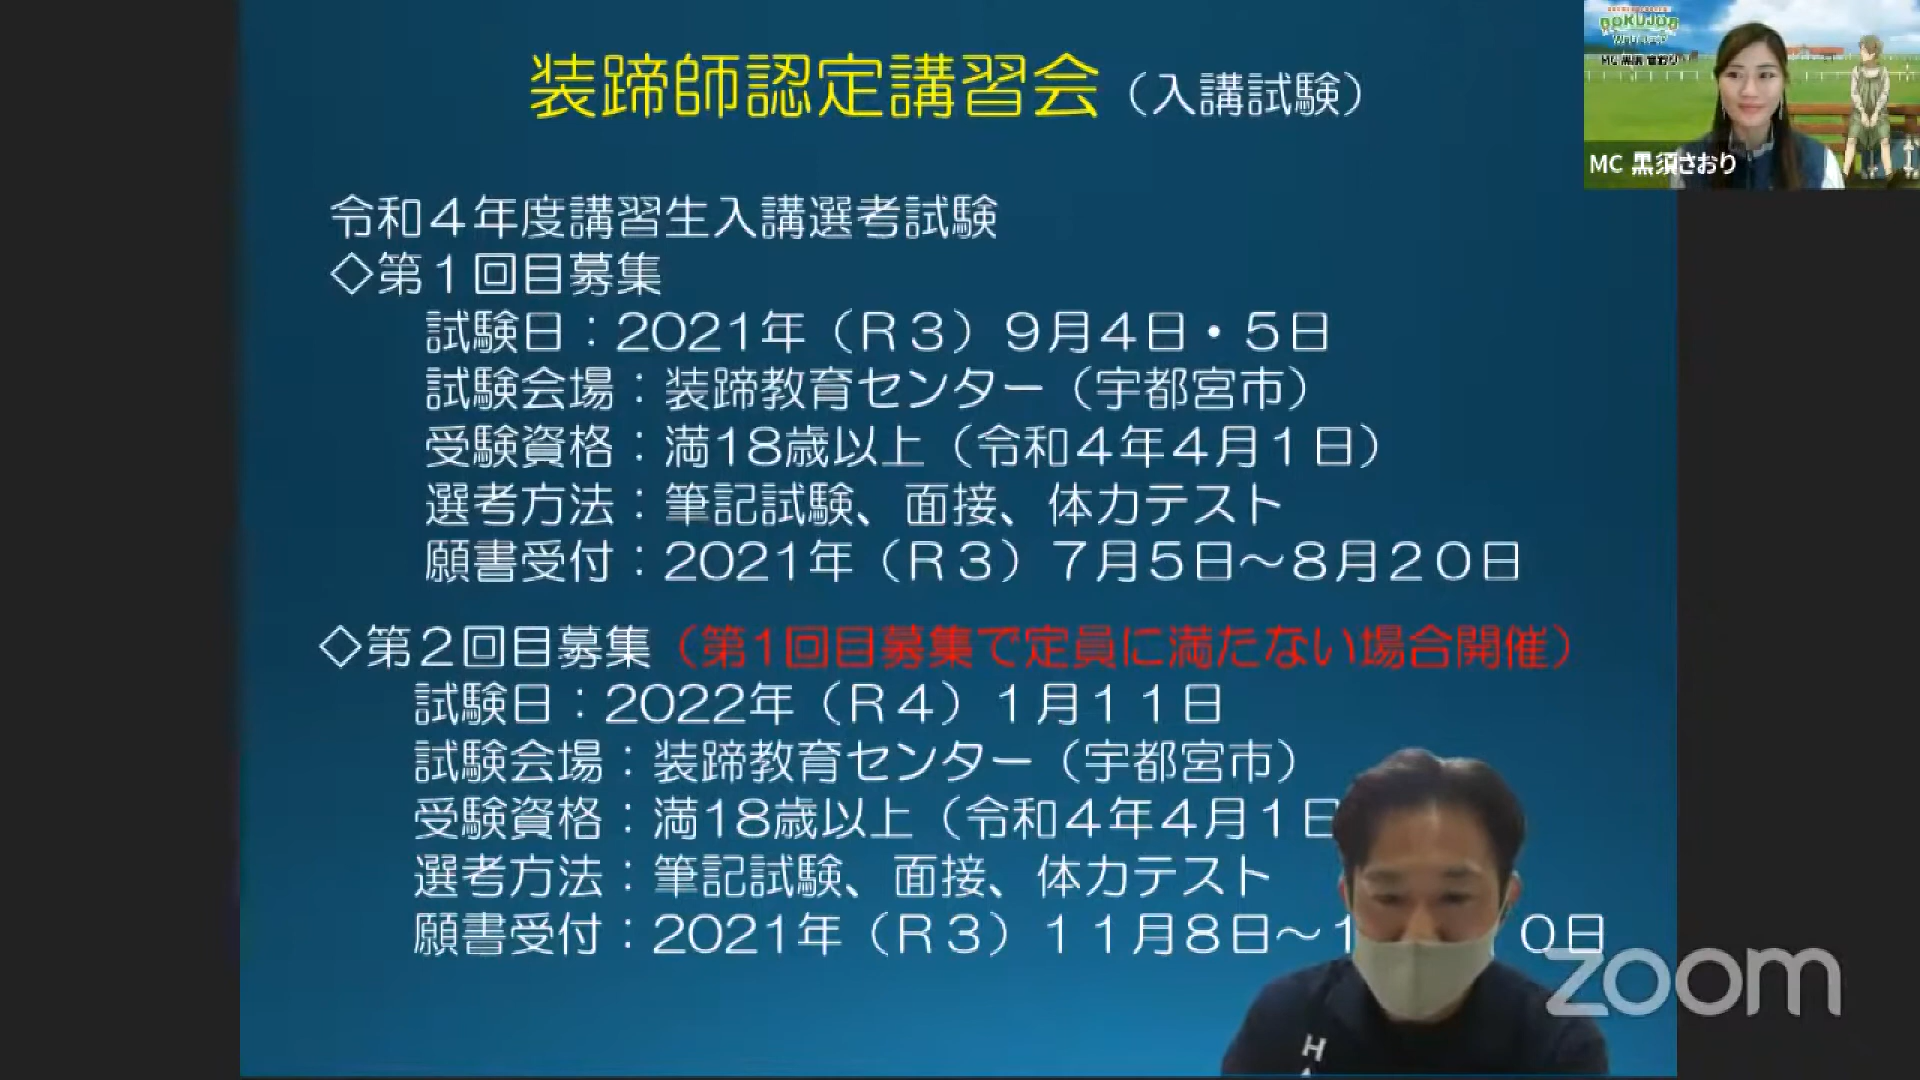 装蹄師認定講習会（入講試験）
令和４年度講習生入講選考試験
◇第１回目募集
試験日：2021年（Ｒ３）９月４日・５日
試験会場：装蹄教育センター（宇都宮市）
受験資格：満18歳以上（令和４年４月１日）
選考方法：筆記試験、面接、体力テスト
願書受付：2021年（Ｒ３）７月５日～８月２０日
◇第２回目募集（第1回目募集で定員に満たない場合開催）
試験日：2022年（Ｒ４）１月１１日
試験会場：装蹄教育センター（宇都宮市）
受験資格：満18歳以上（令和４年４月１日
選考方法：筆記試験、面接、体力テスト
願書受付：2021年（Ｒ３）１１月８日～１ ０日
BOKUJOB
MC 黒須 さおり
MC 黒須さおり
H
zoom